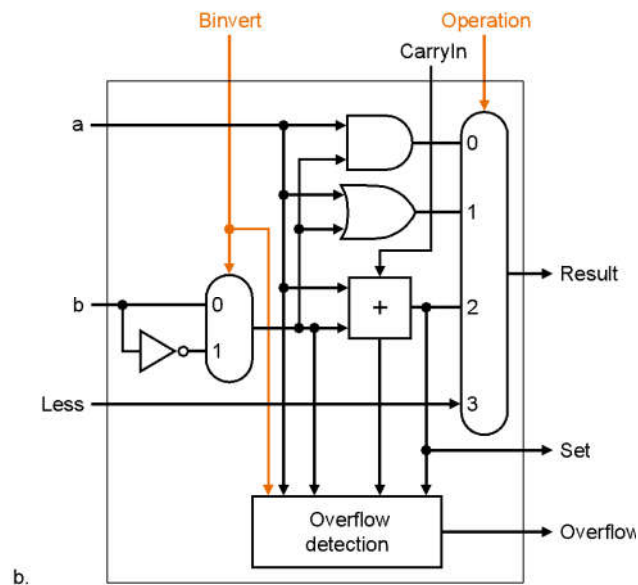 Binvert
Operation
CarryIn
a
0
1
b
0
Result
+
2
1
Less
3
Set
Overflow
detection
Overflow
b.